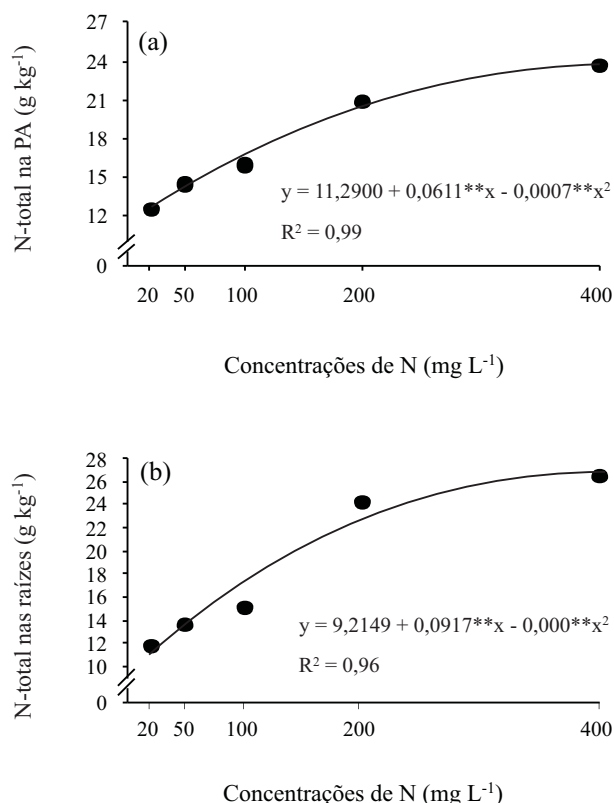 27
(a)
24
21
18
15
12
0
N-total na PA (g kg-1)
y = 11,2900 + 0,0611**x - 0,0007**x2
R2 = 0,99
20 50 100 200 400
Concentrações de N (mg L-1)
28
(b)
26
24
22
20
18
16
14
12
10
0
N-total nas raízes (g kg-1)
y = 9,2149 + 0,0917**x - 0,000**x2
R2 = 0,96
20 50 100 200 400
Concentrações de N (mg L-1)